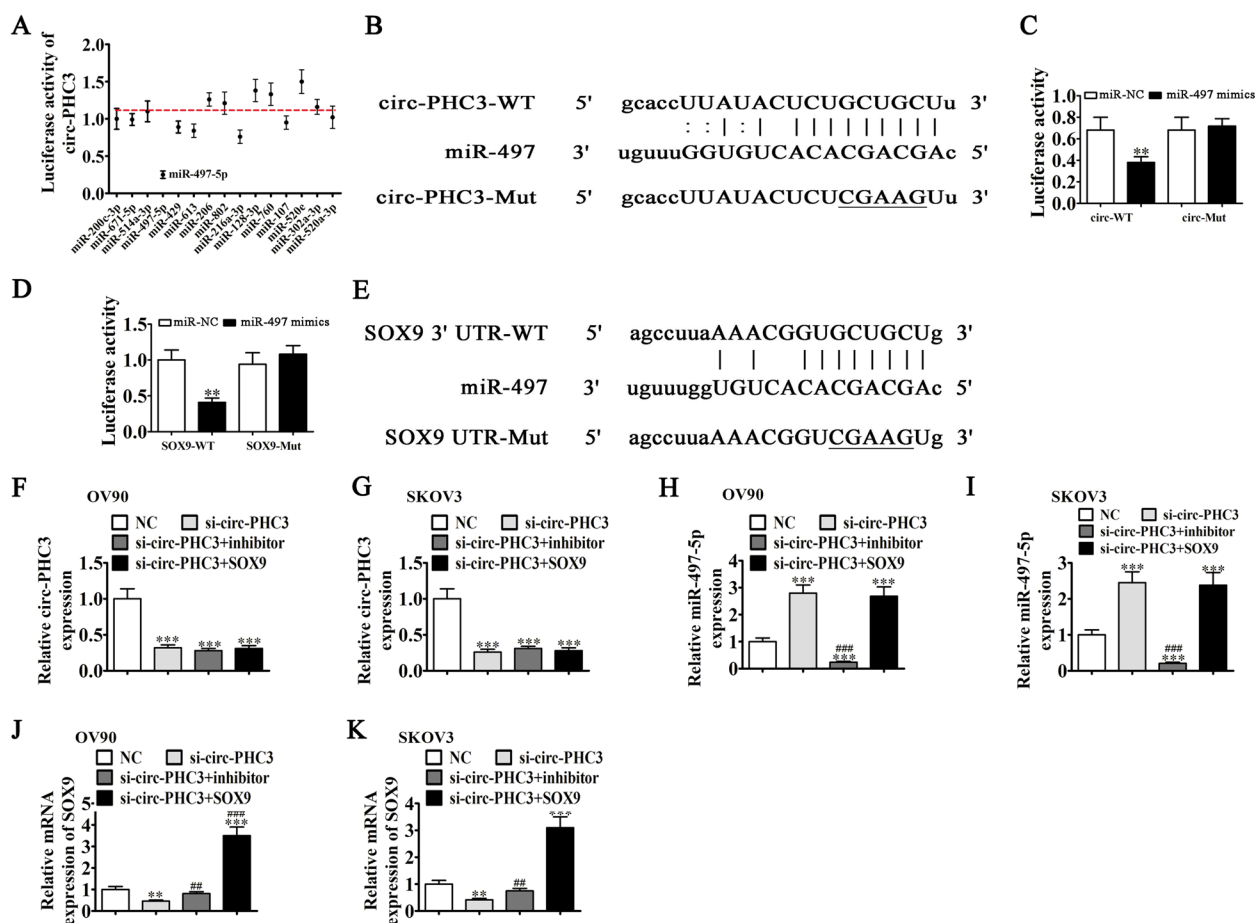 A
Luciferase activity of
circ-PHC3
2.0
1.5
1.0
0.5
0.0
miR-497-5p
miR-200c-3p
miR-671-5p
miR-514a-3p
miR-497-5p
miR-429
miR-613
miR-206
miR-802
miR-216a-3p
miR-128-3p
miR-760
miR-107
miR-520e
miR-302a-3p
miR-520a-3p
B
circ-PHC3-WT 5' gcaccUUAUACUCUGCUGCUu 3'
miR-497 3' uguuuGGUGUCACACGACGAc 5'
circ-PHC3-Mut 5' gcaccUUAUACUCUCGAAGUu 3'
C
Luciferase activity
miR-NC miR-497 mimics
1.0
0.8
0.6
0.4
0.2
0.0
**
circ-WT circ-Mut
D
Luciferase activity
miR-NC miR-497 mimics
1.5
1.0
0.5
0.0
**
SOX9-WT SOX9-Mut
E
SOX9 3' UTR-WT 5' agccuuaAAACGGUGCUGCUg 3'
miR-497 3' uguuuggUGUCACACGACGAc 5'
SOX9 UTR-Mut 5' agccuuaAAACGGUCGAAGUg 3'
F
OV90
NC si-circ-PHC3
si-circ-PHC3+inhibitor
si-circ-PHC3+SOX9
Relative circ-PHC3
expression
1.5
1.0
0.5
0.0
*** *** ***
G
SKOV3
NC si-circ-PHC3
si-circ-PHC3+inhibitor
si-circ-PHC3+SOX9
Relative circ-PHC3
expression
1.5
1.0
0.5
0.0
*** *** ***
H
OV90
NC si-circ-PHC3
si-circ-PHC3+inhibitor
si-circ-PHC3+SOX9
Relative miR-497-5p
expression
4
3
2
1
0
*** ***
###
***
I
SKOV3
NC si-circ-PHC3
si-circ-PHC3+inhibitor
si-circ-PHC3+SOX9
Relative miR-497-5p
expression
3
2
1
0
*** ***
###
***
J
OV90
NC si-circ-PHC3
si-circ-PHC3+inhibitor
si-circ-PHC3+SOX9
Relative mRNA
expression of SOX9
5
4
3
2
1
0
###
***
** ##
K
SKOV3
NC si-circ-PHC3
si-circ-PHC3+inhibitor
si-circ-PHC3+SOX9
Relative mRNA
expression of SOX9
4
3
2
1
0
***
** ##